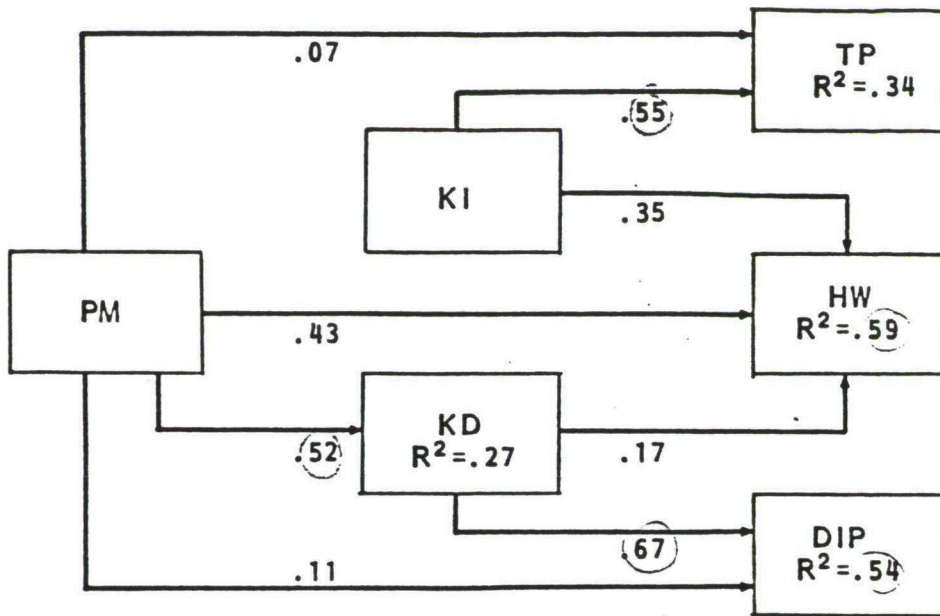 .07
TP
R²=.34
.55
KI
.35
PM
HW
R²=.59
.43
KD
R²=.27
.52
.17
.67
DIP
R²=.54
.11